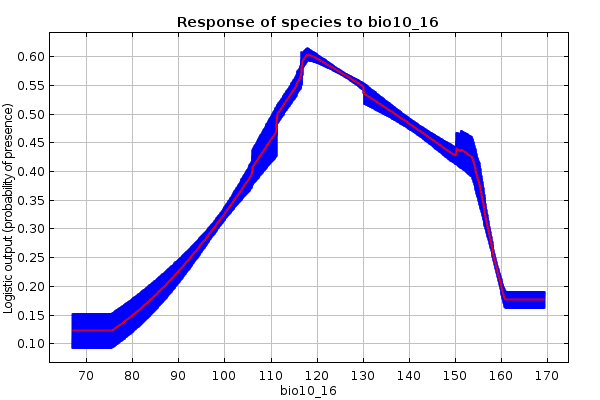 Response of species to bio10_16
Logistic output (probability of presence)
0.60
0.55
0.50
0.45
0.40
0.35
0.30
0.25
0.20
0.15
0.10
70 80 90 100 110 120 130 140 150 160 170
bio10_16